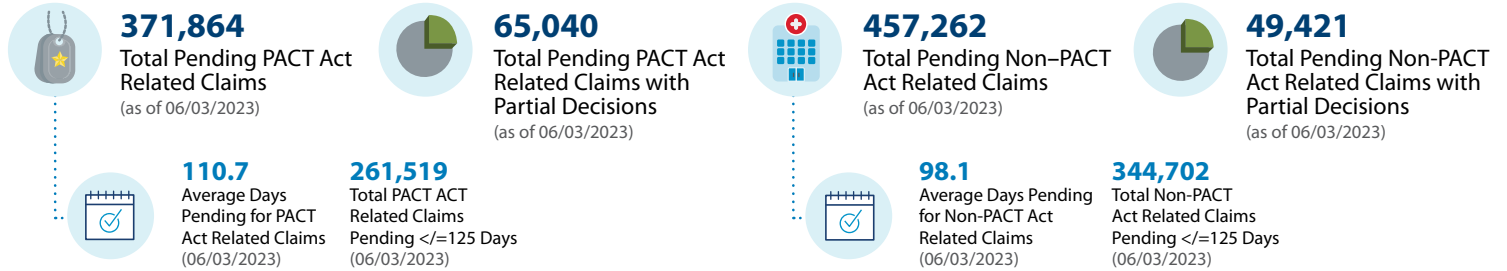 371,864
Total Pending PACT Act
Related Claims
(as of 06/03/2023)
65,040
Total Pending PACT Act
Related Claims with
Partial Decisions
(as of 06/03/2023)
110.7
Average Days
Pending for PACT
Act Related Claims
(06/03/2023)
261,519
Total PACT ACT
Related Claims
Pending </=125 Days
(06/03/2023)
457,262
Total Pending Non–PACT
Act Related Claims
(as of 06/03/2023)
49,421
Total Pending Non-PACT
Act Related Claims with
Partial Decisions
(as of 06/03/2023)
98.1
Average Days Pending
for Non-PACT Act
Related Claims
(06/03/2023)
344,702
Total Non-PACT
Act Related Claims
Pending </=125 Days
(06/03/2023)